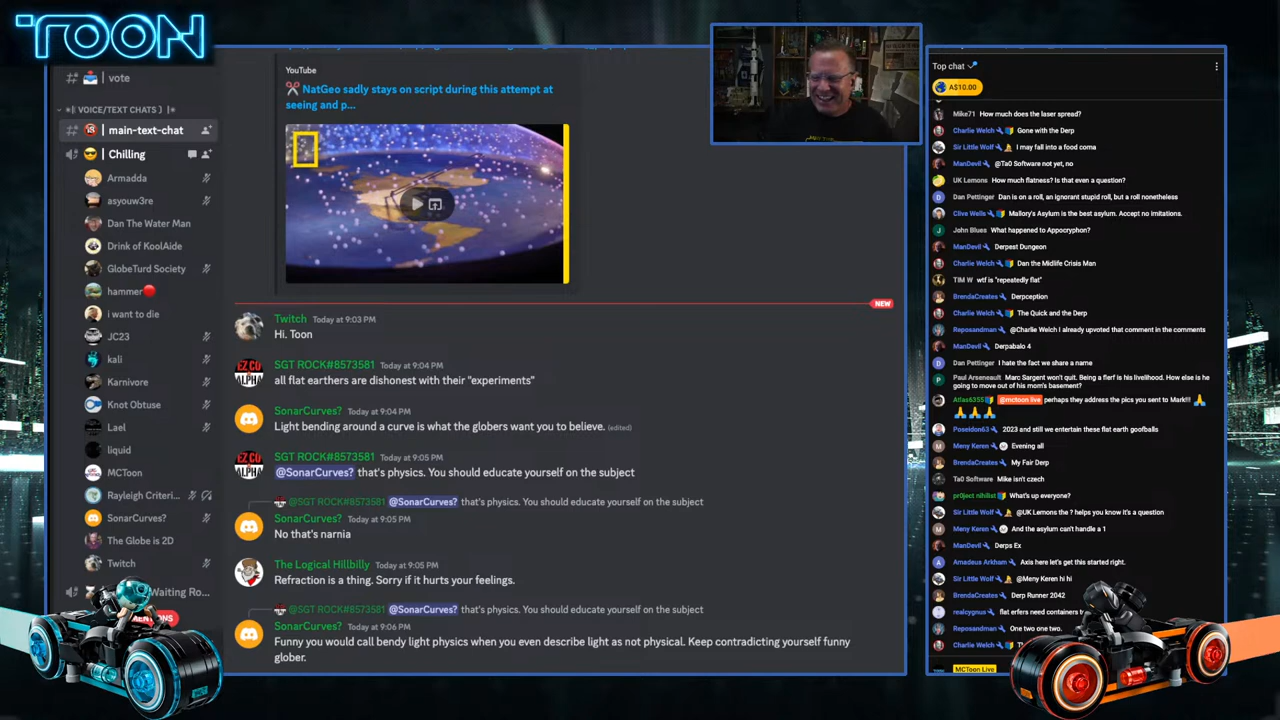 TOON
# vote
VOICE/TEXT CHATS
main-text-chat
Chilling
Armadda
asyouw3re
Dan The Water Man
Drink of KoolAide
GlobeTurd Society
hammer
i want to die
JC23
kali
Karnivore
Knot Obtuse
Lael
liquid
MCToon
Rayleigh Criteri...
SonarCurves?
The Globe is 2D
Twitch
Waiting Ro...
YouTube
NatGeo sadly stays on script during this attempt at
seeing and p...
NEW
Twitch Today at 9:03 PM
Hi. Toon
SGT ROCK#8573581 Today at 9:04 PM
all flat earthers are dishonest with their "experiments"
SonarCurves? Today at 9:04 PM
Light bending around a curve is what the globers want you to believe. (edited)
SGT ROCK#8573581 Today at 9:05 PM
@SonarCurves? that's physics. You should educate yourself on the subject
@SGT ROCK#8573581 @SonarCurves? that's physics. You should educate yourself on the subject
SonarCurves? Today at 9:05 PM
No that's narnia
The Logical Hillbilly Today at 9:05 PM
Refraction is a thing. Sorry if it hurts your feelings.
@SGT ROCK#8573581 @SonarCurves? that's physics. You should educate yourself on the subject
SonarCurves? Today at 9:06 PM
Funny you would call bendy light physics when you even describe light as not physical. Keep contradicting yourself funny
glober.
Top chat
A$10.00
Mike71 How much does the laser spread?
Charlie Welch Gone with the Derp
Sir Little Wolf I may fall into a food coma
ManDevil @Ta0 Software not yet, no
UK Lemons How much flatness? Is that even a question?
Dan Pettinger Dan is on a roll, an ignorant stupid roll, but a roll nonetheless
Clive Wells Mallory's Asylum is the best asylum. Accept no imitations.
John Blues What happened to Appocryphon?
ManDevil Derpest Dungeon
Charlie Welch Dan the Midlife Crisis Man
TIM W wtf is "repeatedly flat"
BrendaCreates Derpception
Charlie Welch The Quick and the Derp
Reposandman @Charlie Welch I already upvoted that comment in the comments
ManDevil Derpabalo 4
Dan Pettinger I hate the fact we share a name
Paul Arseneault Marc Sargent won't quit. Being a flerf is his livelihood. How else is he
going to move out of his mom's basement?
Atlas6355 @mctoon live perhaps they address the pics you sent to Mark!!!
Poseidon63 2023 and still we entertain these flat earth goofballs
Meny Keren Evening all
BrendaCreates My Fair Derp
Ta0 Software Mike isn't czech
pr0ject nihilist What's up everyone?
Sir Little Wolf @UK Lemons the ? helps you know it's a question
Meny Keren And the asylum can't handle a 1
ManDevil Derps Ex
Amadeus Arkham Axis here let's get this started right.
Sir Little Wolf @Meny Keren hi hi
BrendaCreates Derp Runner 2042
realcygnus flat erfers need containers t
Reposandman One two one two.
Charlie Welch
MCToon Live